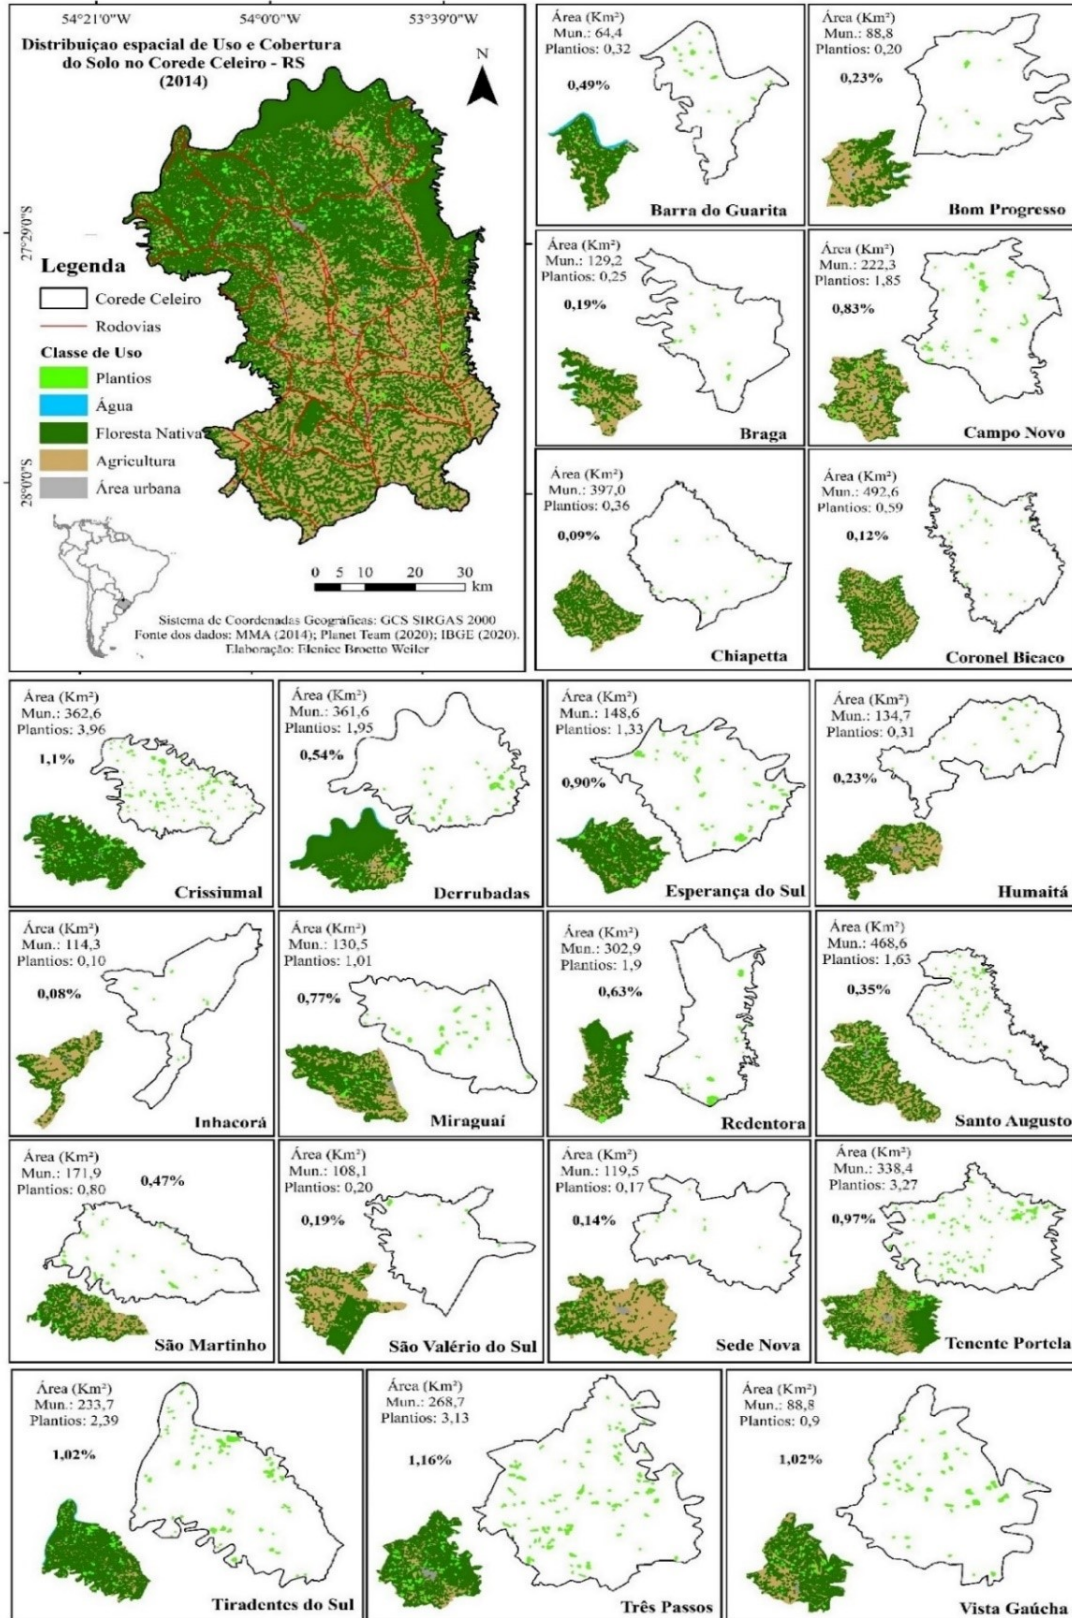 54°21'0"W
54°0'0"W
53°39'0"W
Distribuiçao espacial de Uso e Cobertura
do Solo no Corede Celeiro - RS
(2014)
N
27°29'0"S
28°0'0"S
Legenda
Corede Celeiro
Rodovias
Classe de Uso
Plantios
Água
Floresta Nativa
Agricultura
Área urbana
0 5 10 20 30
km
Sistema de Coordenadas Geográficas: GCS SIRGAS 2000
Fonte dos dados: MMA (2014); Planet Team (2020); IBGE (2020).
Elaboração: Elenice Broetto Weiler
Área (Km²)
Mun.: 64,4
Plantios: 0,32
0,49%
Barra do Guarita
Área (Km²)
Mun.: 88,8
Plantios: 0,20
0,23%
Bom Progresso
Área (Km²)
Mun.: 129,2
Plantios: 0,25
0,19%
Braga
Área (Km²)
Mun.: 222,3
Plantios: 1,85
0,83%
Campo Novo
Área (Km²)
Mun.: 397,0
Plantios: 0,36
0,09%
Chiapetta
Área (Km²)
Mun.: 492,6
Plantios: 0,59
0,12%
Coronel Bicaco
Área (Km²)
Mun.: 362,6
Plantios: 3,96
1,1%
Crissiumal
Área (Km²)
Mun.: 361,6
Plantios: 1,95
0,54%
Derrubadas
Área (Km²)
Mun.: 148,6
Plantios: 1,33
0,90%
Esperança do Sul
Área (Km²)
Mun.: 134,7
Plantios: 0,31
0,23%
Humaitá
Área (Km²)
Mun.: 114,3
Plantios: 0,10
0,08%
Inhacorá
Área (Km²)
Mun.: 130,5
Plantios: 1,01
0,77%
Miraguaí
Área (Km²)
Mun.: 302,9
Plantios: 1,9
0,63%
Redentora
Área (Km²)
Mun.: 468,6
Plantios: 1,63
0,35%
Santo Augusto
Área (Km²)
Mun.: 171,9
Plantios: 0,80
0,47%
São Martinho
Área (Km²)
Mun.: 108,1
Plantios: 0,20
0,19%
São Valério do Sul
Área (Km²)
Mun.: 119,5
Plantios: 0,17
0,14%
Sede Nova
Área (Km²)
Mun.: 338,4
Plantios: 3,27
0,97%
Tenente Portela
Área (Km²)
Mun.: 233,7
Plantios: 2,39
1,02%
Tiradentes do Sul
Área (Km²)
Mun.: 268,7
Plantios: 3,13
1,16%
Três Passos
Área (Km²)
Mun.: 88,8
Plantios: 0,9
1,02%
Vista Gaúcha